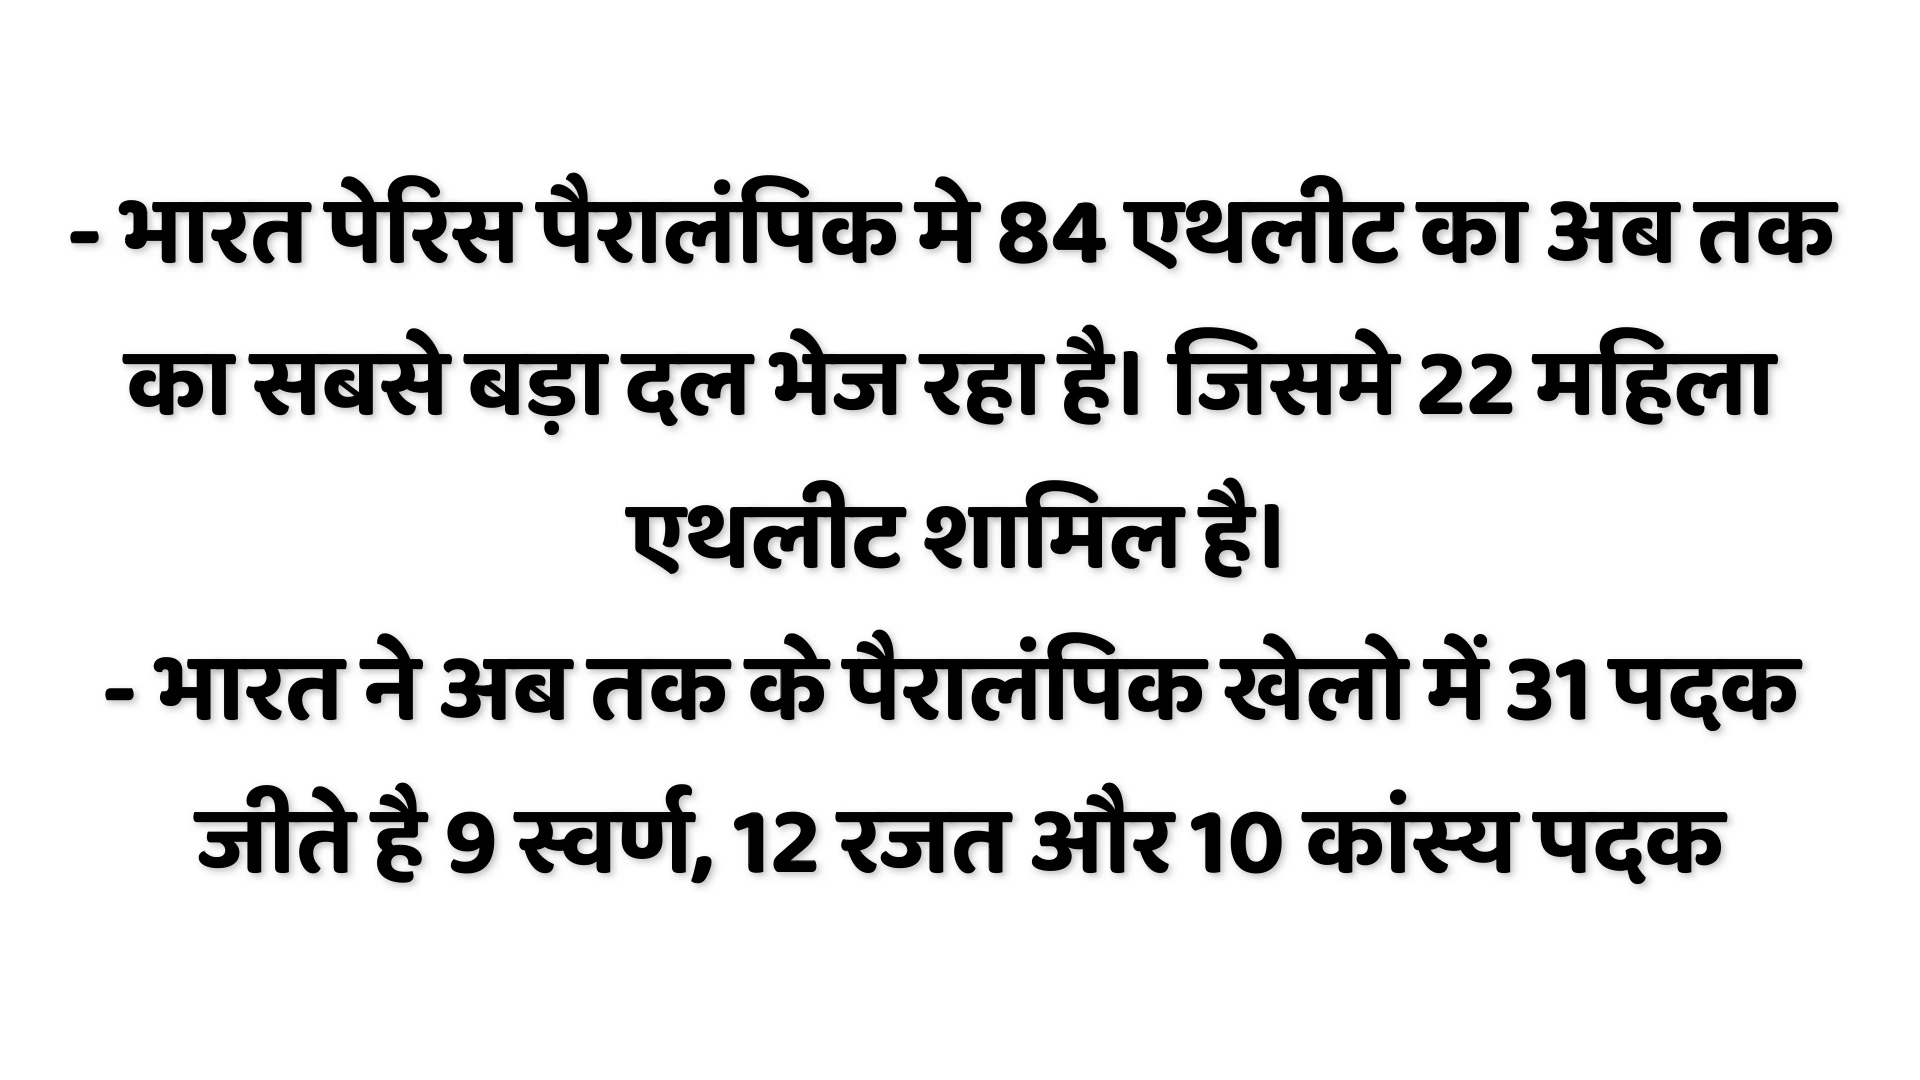 - भारत पेरिस पैरालंपिक मे 84 एथलीट का अब तक
का सबसे बड़ा दल भेज रहा है। जिसमे 22 महिला
एथलीट शामिल है।
- भारत ने अब तक के पैरालंपिक खेलो में 31 पदक
जीते है 9 स्वर्ण, 12 रजत और 10 कांस्य पदक